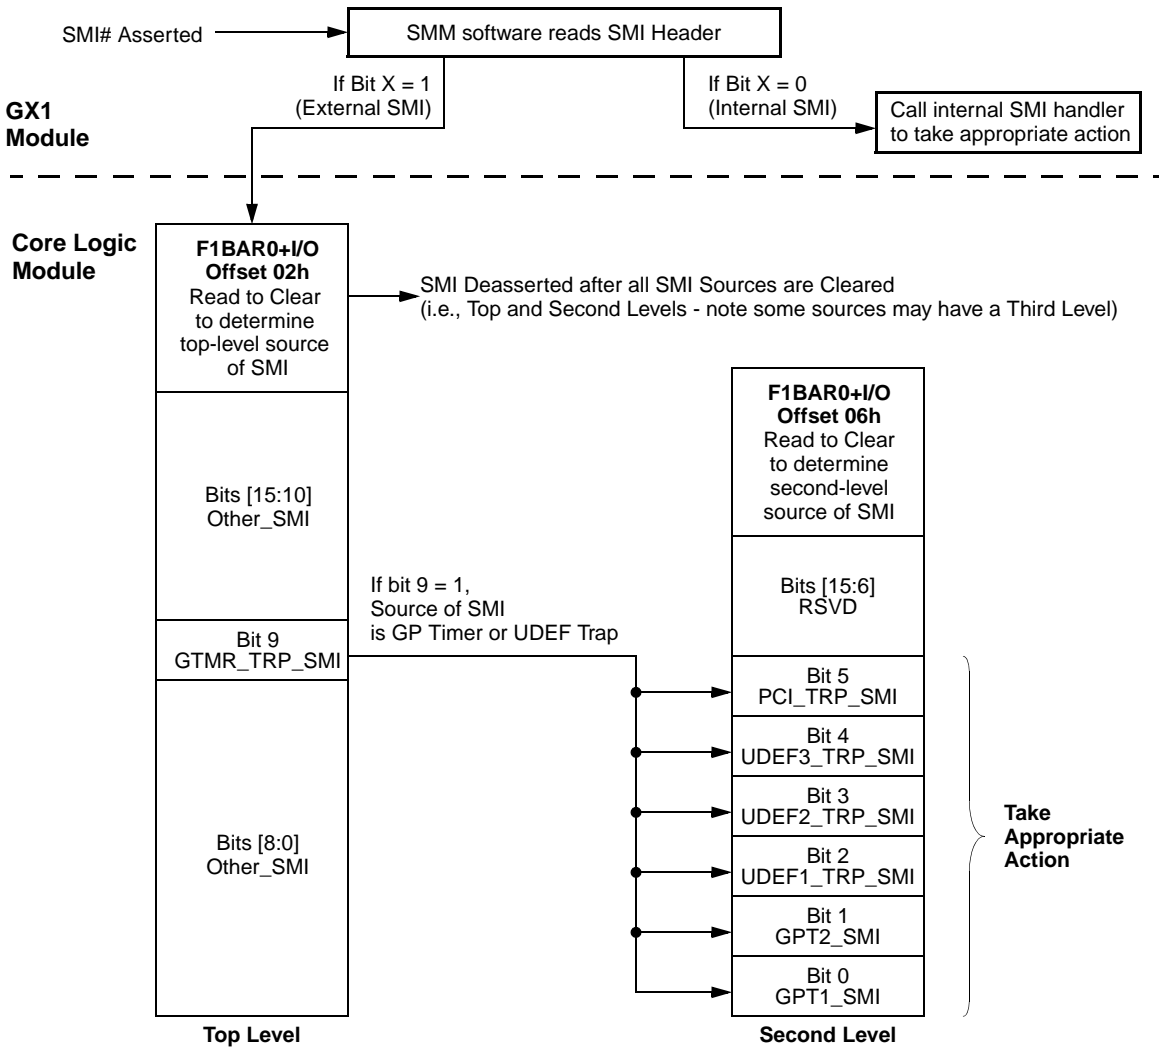 SMI# Asserted
SMM software reads SMI Header
If Bit X = 1
(External SMI)
If Bit X = 0
(Internal SMI)
GX1
Module
Call internal SMI handler
to take appropriate action
Core Logic
Module
F1BAR0+I/O
Offset 02h
Read to Clear
to determine
top-level source
of SMI
SMI Deasserted after all SMI Sources are Cleared
(i.e., Top and Second Levels - note some sources may have a Third Level)
F1BAR0+I/O
Offset 06h
Read to Clear
to determine
second-level
source of SMI
Bits [15:10]
Other_SMI
If bit 9 = 1,
Source of SMI
is GP Timer or UDEF Trap
Bits [15:6]
RSVD
Bit 9
GTMR_TRP_SMI
Bit 5
PCI_TRP_SMI
Bit 4
UDEF3_TRP_SMI
Bit 3
UDEF2_TRP_SMI
Bit 2
UDEF1_TRP_SMI
Bit 1
GPT2_SMI
Bit 0
GPT1_SMI
Bits [8:0]
Other_SMI
Take
Appropriate
Action
Top Level
Second Level